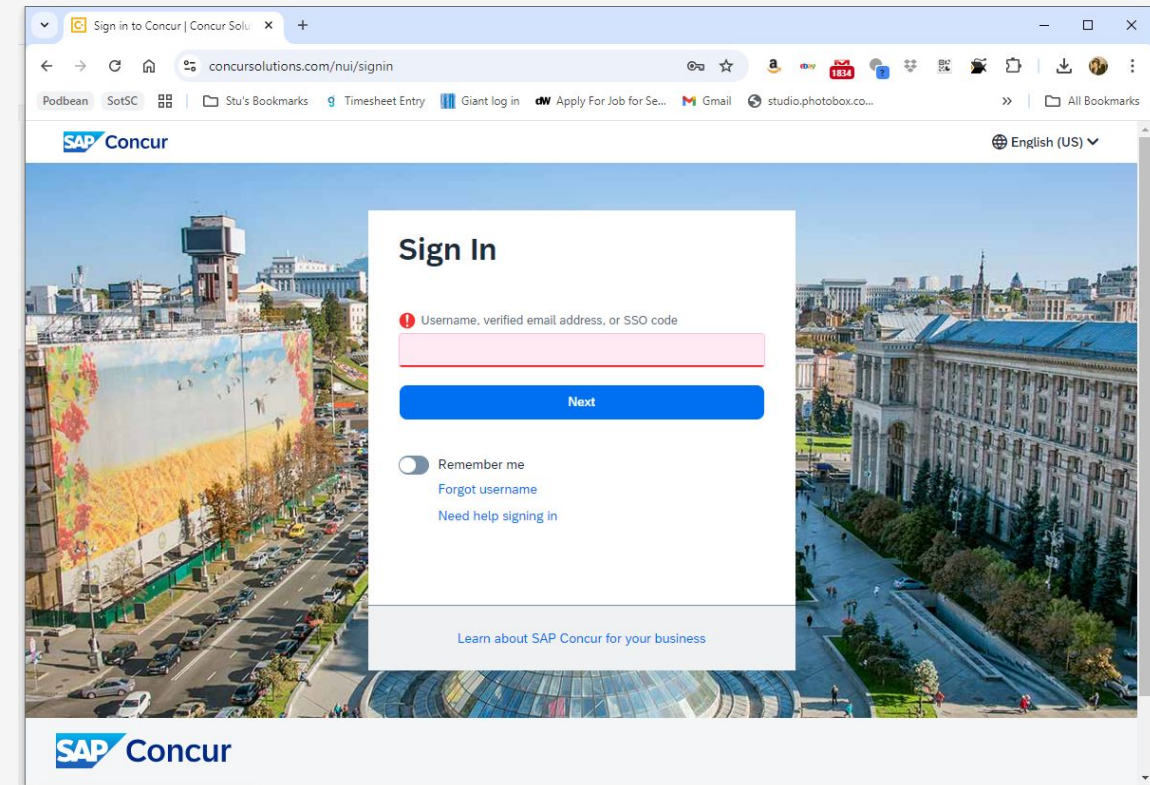 Sign in to Concur | Concur Solu
concursolutions.com/nui/signin
a. ebay 1834 ?
Podbean SotSC Stu's Bookmarks g Timesheet Entry Giant log in dW Apply For Job for Se... Gmail studio.photobox.co... » All Bookmarks
SAP Concur
English (US)
Sign In
Username, verified email address, or SSO code
Next
Remember me
Forgot username
Need help signing in
Learn about SAP Concur for your business
SAP Concur